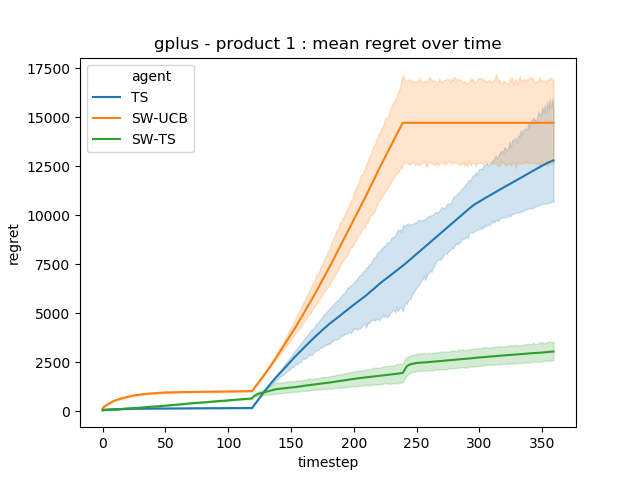 gplus - product 1 : mean regret over time
17500
15000
12500
10000
7500
5000
2500
0
regret
agent
TS
SW-UCB
SW-TS
0 50 100 150 200 250 300 350
timestep